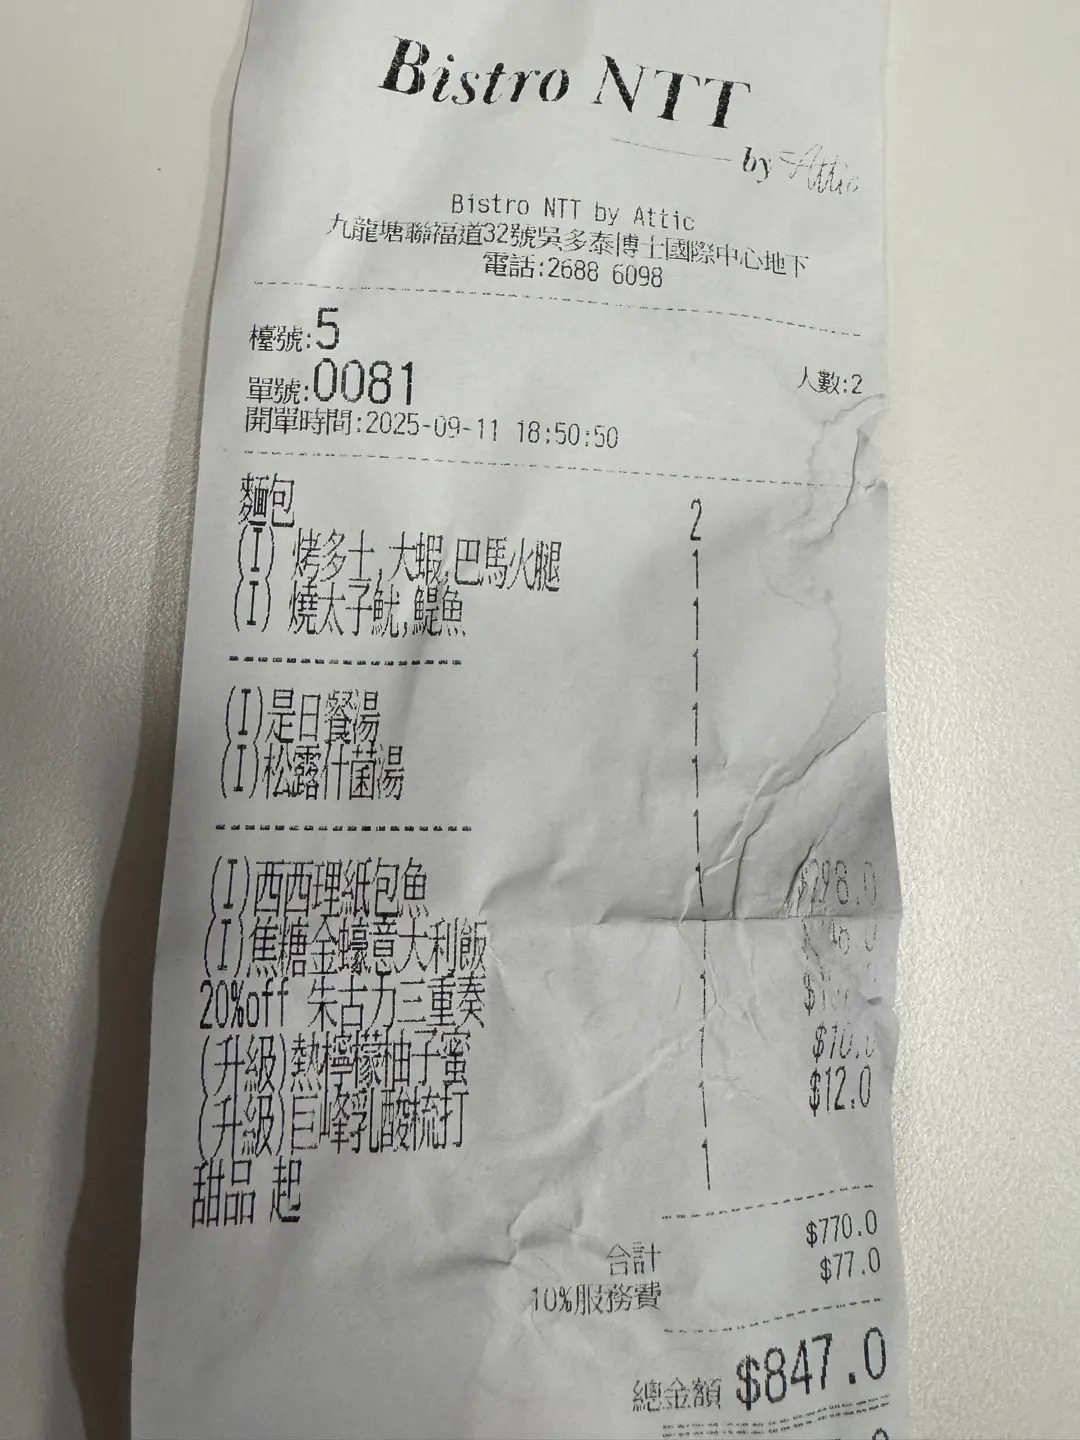 Bistro NTT
by Attic
Bistro NTT by Attic
九龍塘聯福道32號吳多泰博士國際中心地下
電話:2688 6098
檯號:5
人數:2
單號:0081
開單時間:2025-09-11 18:50:50
麵包 2
(I) 烤多士,大蝦,巴馬火腿 1
(I) 燒太子魷,鯷魚 1
---------------- 1
(I)是日餐湯 1
(I)松露什菌湯 1
---------------- 1
(I)西西理紙包魚 1 $298.0
(I)焦糖金蠔意大利飯 1
20%off 朱古力三重奏 1
(升級)熱檸檬柚子蜜 1 $10.0
(升級)巨峰乳酸梳打 1 $12.0
甜品 起 1
合計 $770.0
10%服務費 $77.0
總金額 $847.0